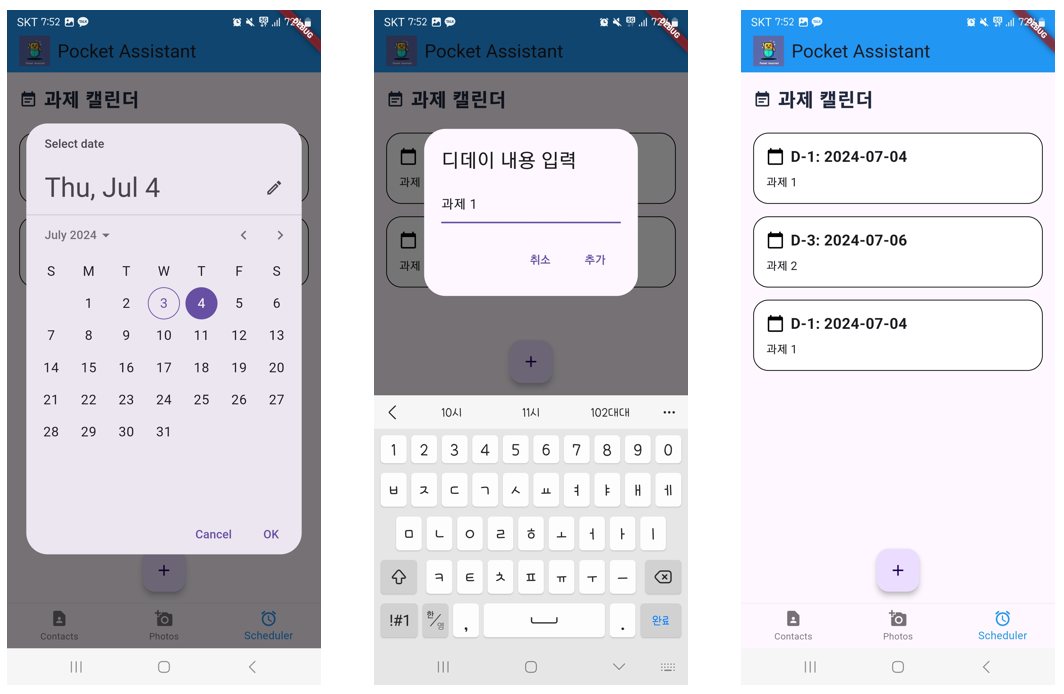 SKT 7:52
72%
DEBUG
Pocket Assistant
과제 캘린더
Select date
Thu, Jul 4
July 2024
S M T W T F S
1 2 3 4 5 6
7 8 9 10 11 12 13
14 15 16 17 18 19 20
21 22 23 24 25 26 27
28 29 30 31
Cancel OK
+
Contacts Photos Scheduler
SKT 7:52
DEBUG
Pocket Assistant
과제 캘린더
디데이 내용 입력
과제
과제 1
취소 추가
과제
+
10시 11시 102대대
1 2 3 4 5 6 7 8 9 0
ㅂ ㅈ ㄷ ㄱ ㅅ ㅛ ㅕ ㅑ ㅐ ㅔ
ㅁ ㄴ ㅇ ㄹ ㅎ ㅗ ㅓ ㅏ ㅣ
ㅋ ㅌ ㅊ ㅍ ㅠ ㅜ ㅡ
!#1 한/영 , . 완료
SKT 7:52
DEBUG
Pocket Assistant
과제 캘린더
D-1: 2024-07-04
과제 1
D-3: 2024-07-06
과제 2
D-1: 2024-07-04
과제 1
+
Contacts Photos Scheduler